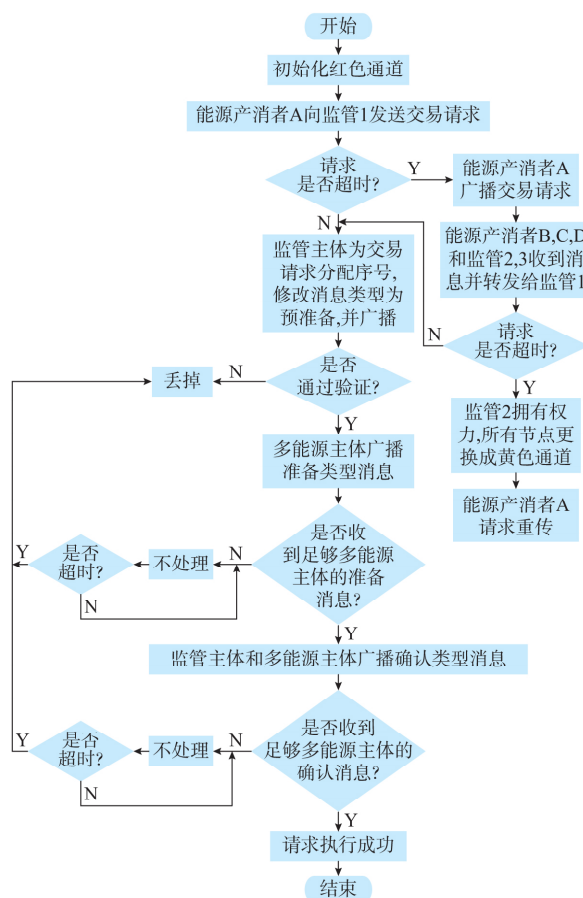 开始
初始化红色通道
能源产消者A向监管1发送交易请求
请求
是否超时?
Y
能源产消者A
广播交易请求
N
能源产消者B,C,D
和监管2,3收到消
息并转发给监管1
监管主体为交易
请求分配序号,
修改消息类型为
预准备,并广播
N
请求
是否超时?
Y
监管2拥有权
力,所有节点更
换成黄色通道
能源产消者A
请求重传
是否
通过验证?
N
丢掉
Y
多能源主体广播
准备类型消息
是否收
到足够多能源
主体的准备
消息?
N
不处理
是否
超时?
Y
N
Y
监管主体和多能源主体广播确认类型消息
是否收到
足够多能源主体的
确认消息?
N
不处理
是否
超时?
Y
N
Y
请求执行成功
结束